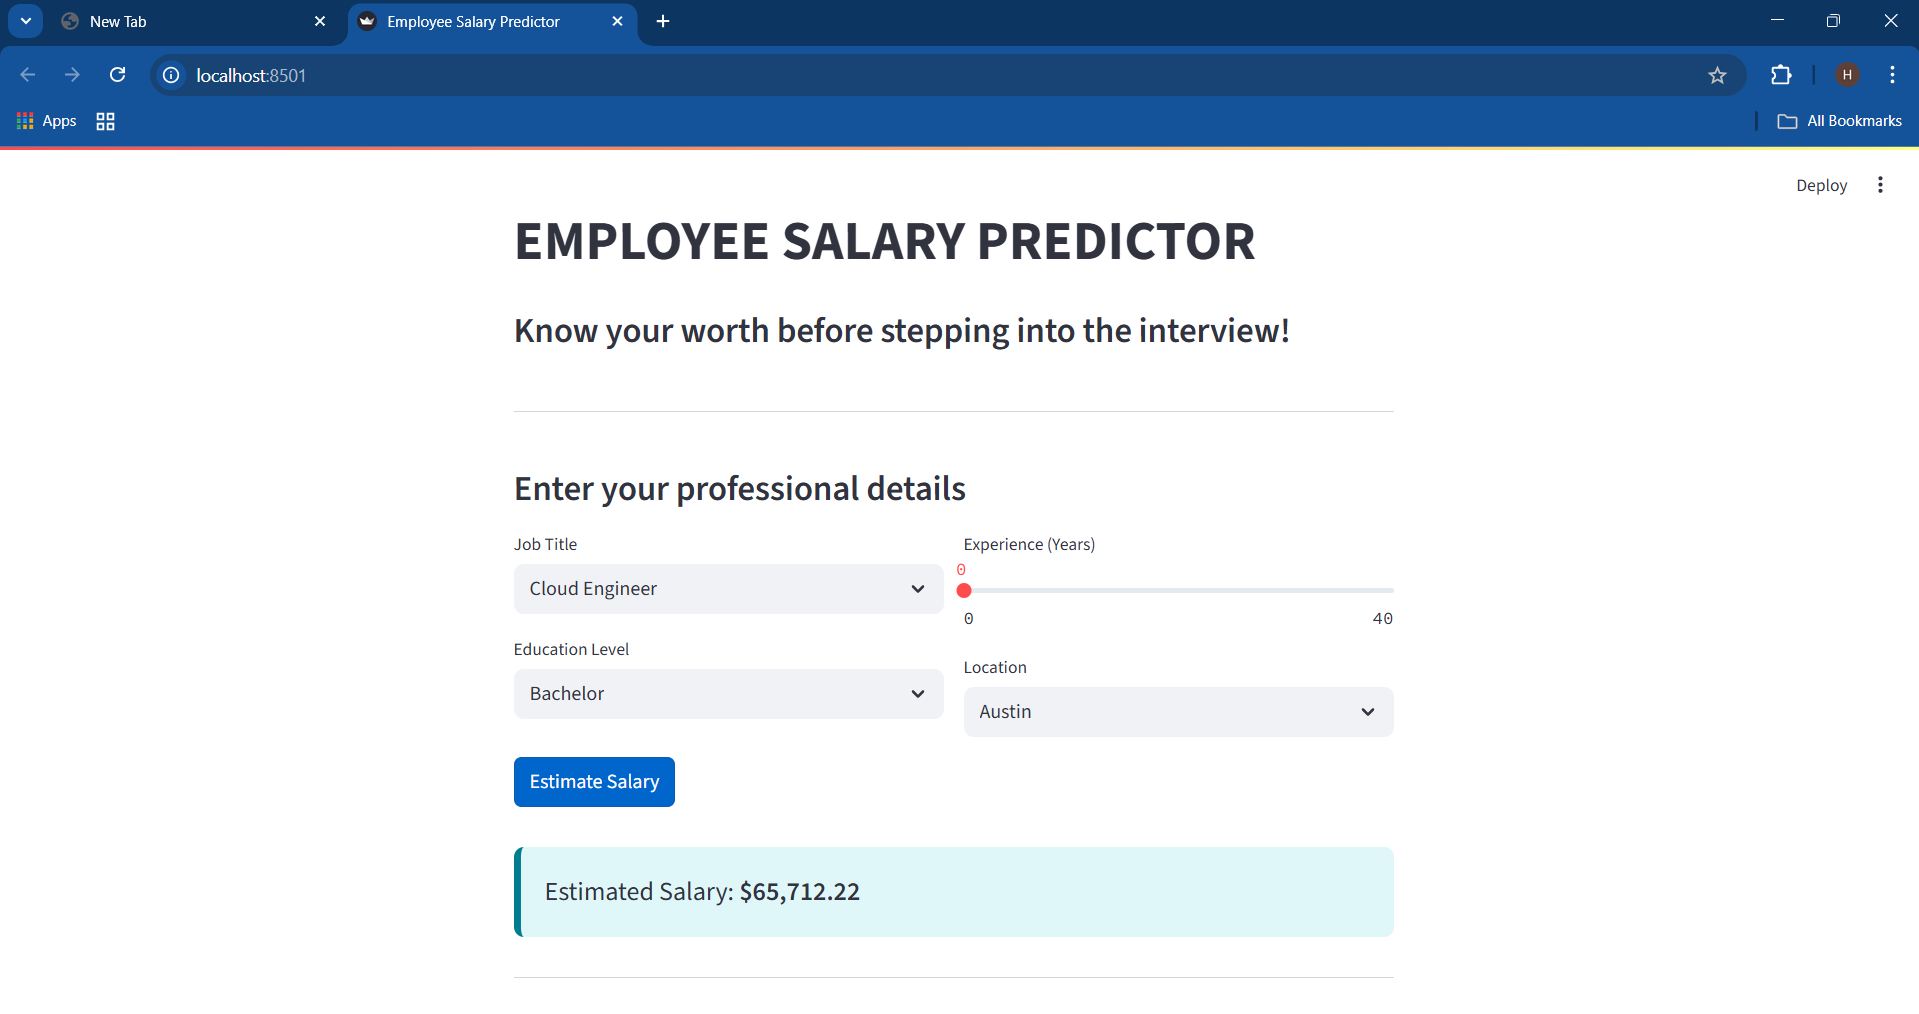 New Tab
Employee Salary Predictor
localhost:8501
H
Apps
All Bookmarks
Deploy
EMPLOYEE SALARY PREDICTOR
Know your worth before stepping into the interview!
Enter your professional details
Job Title
Cloud Engineer
Experience (Years)
0
0
40
Education Level
Bachelor
Location
Austin
Estimate Salary
Estimated Salary: $65,712.22